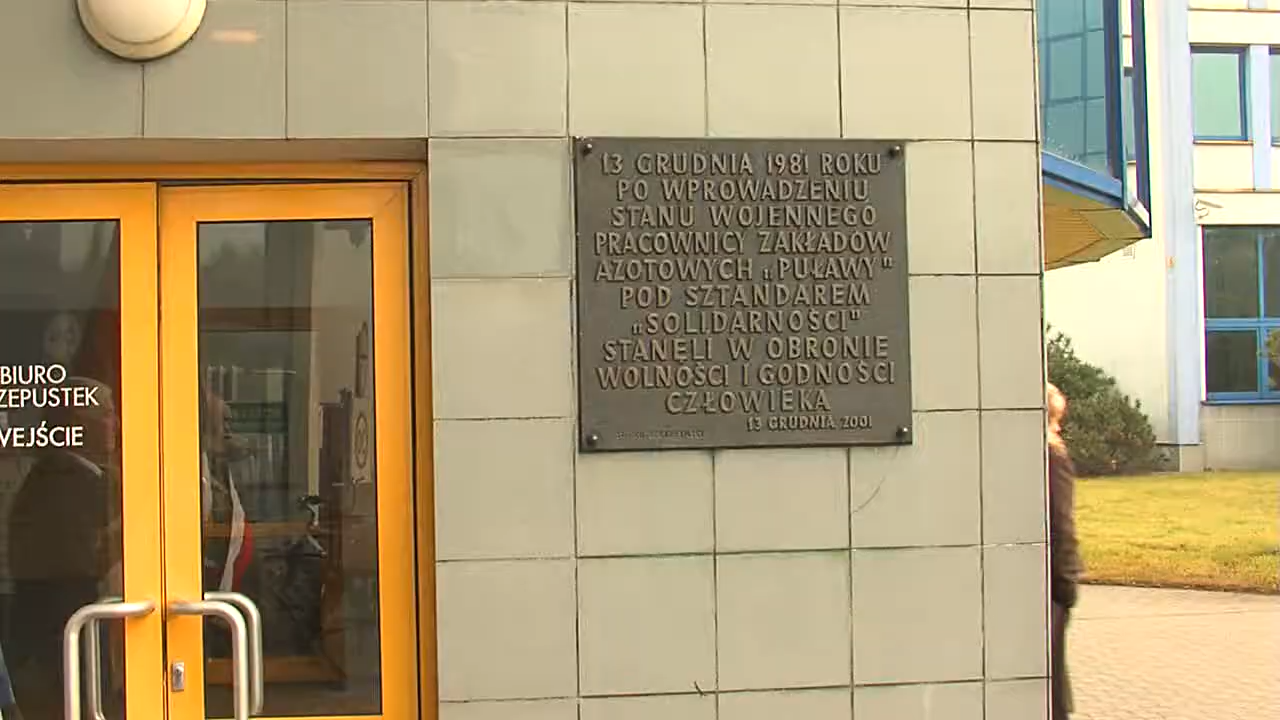 BIURO
ZEPUSTEK
WEJŚCIE
13 GRUDNIA 1981 ROKU
PO WPROWADZENIU
STANU WOJENNEGO
PRACOWNICY ZAKŁADÓW
AZOTOWYCH „PUŁAWY"
POD SZTANDAREM
„SOLIDARNOŚCI"
STANĘLI W OBRONIE
WOLNOŚCI I GODNOŚCI
CZŁOWIEKA
13 GRUDNIA 2001